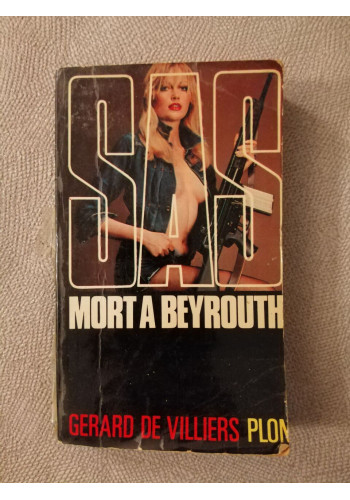 SAS
MORT A BEYROUTH
GERARD DE VILLIERS PLON